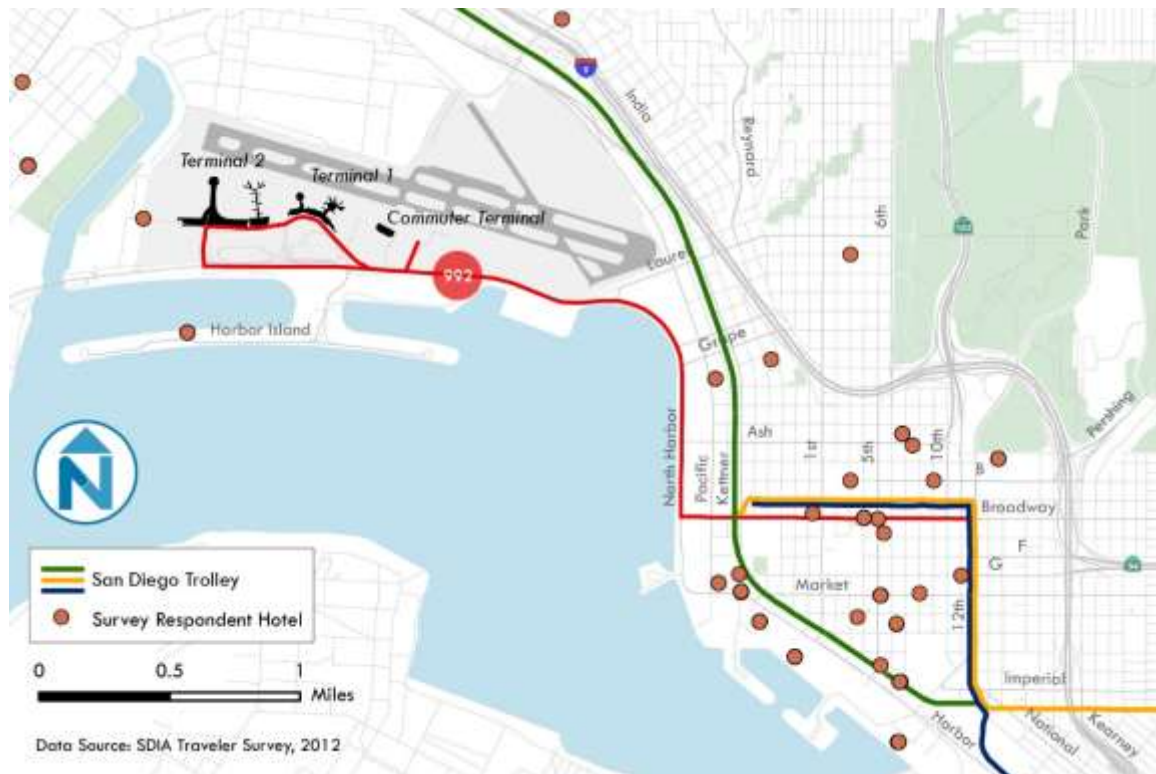 5
India
Reynard
Terminal 2
Terminal 1
Commuter Terminal
6th
Park
Laurel
992
Harbor Island
Grape
Pershing
North Harbor
Pacific
Kettner
Ash
1st
5th
10th
B
Broadway
F
G
Market
12th
Imperial
Harbor
National
Kearney
N
San Diego Trolley
Survey Respondent Hotel
0 0.5 1
Miles
Data Source: SDIA Traveler Survey, 2012